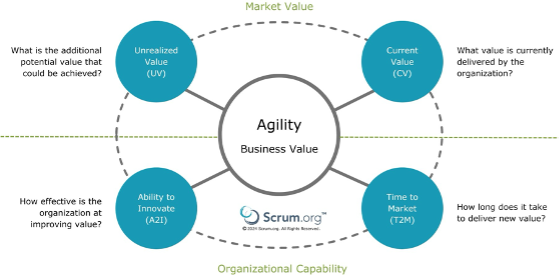 Market Value
What is the additional
potential value that
could be achieved?
Unrealized
Value
(UV)
Current
Value
(CV)
What value is currently
delivered by the
organization?
Agility
Business Value
How effective is the
organization at
improving value?
Ability to
Innovate
(A2I)
Time to
Market
(T2M)
How long does it take
to deliver new value?
Scrum.org™
©2024 Scrum.org. All Rights Reserved.
Organizational Capability